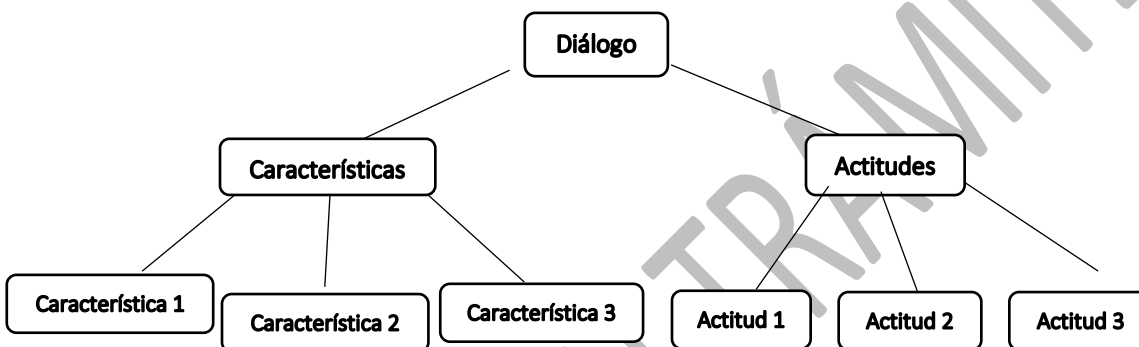 Diálogo
Características
Actitudes
Característica 1
Característica 2
Característica 3
Actitud 1
Actitud 2
Actitud 3